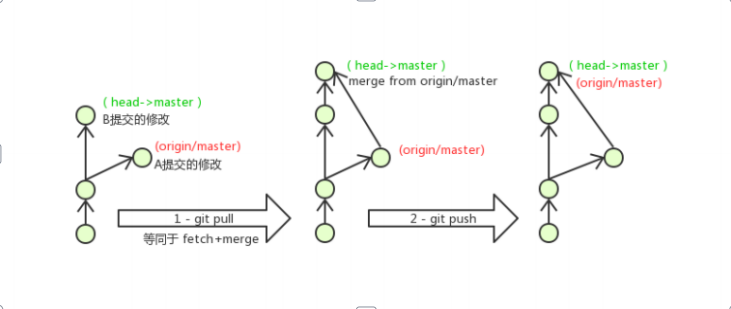 ( head->master )
B提交的修改
(origin/master)
A提交的修改
1 - git pull
等同于 fetch+merge
( head->master )
merge from origin/master
(origin/master)
2 - git push
( head->master )
(origin/master)